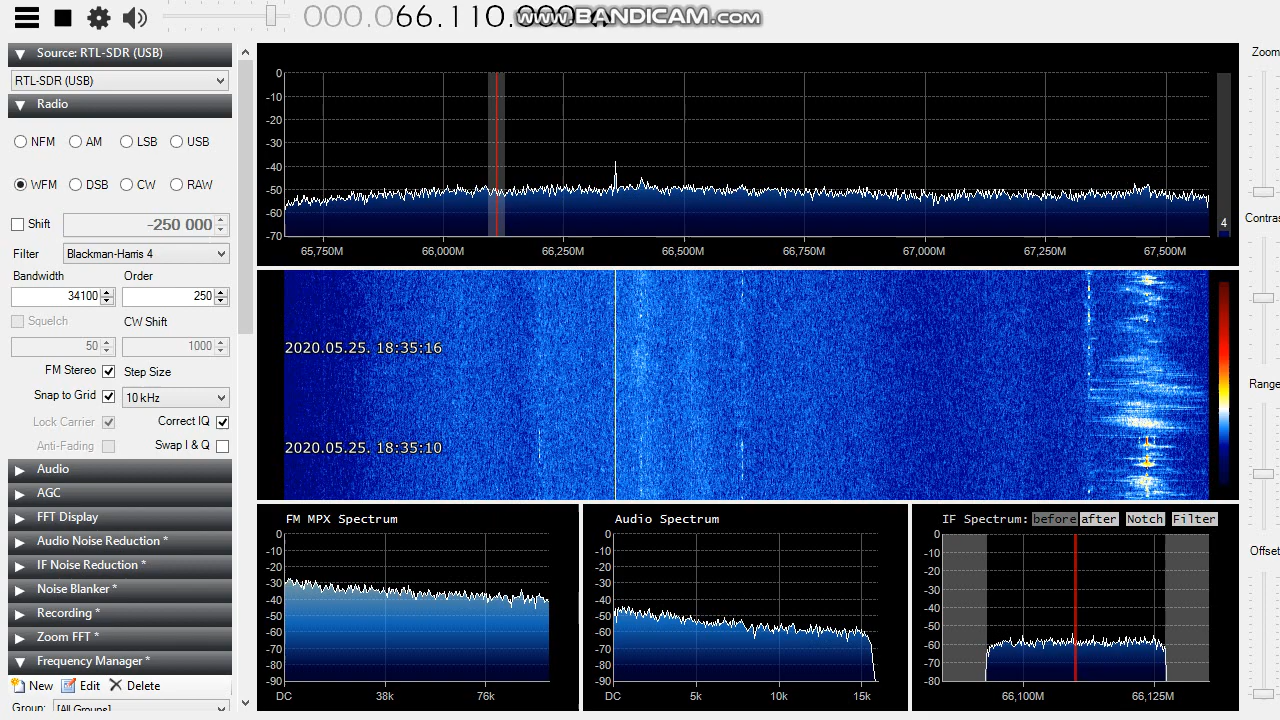 000.066.110.000
www.BANDICAM.com
Source: RTL-SDR (USB)
RTL-SDR (USB)
Radio
NFM AM LSB USB
WFM DSB CW RAW
Shift -250 000
Filter Blackman-Harris 4
Bandwidth Order
34100 250
Squelch CW Shift
50 1000
FM Stereo Step Size
Snap to Grid 10 kHz
Lock Carrier Correct IQ
Anti-Fading Swap I & Q
Audio
AGC
FFT Display
Audio Noise Reduction *
IF Noise Reduction *
Noise Blanker
Recording *
Zoom FFT *
Frequency Manager *
New Edit Delete
Group:
0
-10
-20
-30
-40
-50
-60
-70
4
65,750M 66,000M 66,250M 66,500M 66,750M 67,000M 67,250M 67,500M
2020.05.25. 18:35:16
2020.05.25. 18:35:10
FM MPX Spectrum
0
-10
-20
-30
-40
-50
-60
-70
-80
-90
DC 38k 76k
Audio Spectrum
0
-10
-20
-30
-40
-50
-60
-70
-80
-90
DC 5k 10k 15k
IF Spectrum: before after Notch Filter
0
-10
-20
-30
-40
-50
-60
-70
-80
66,100M 66,125M
Zoom
Contras
Range
Offset